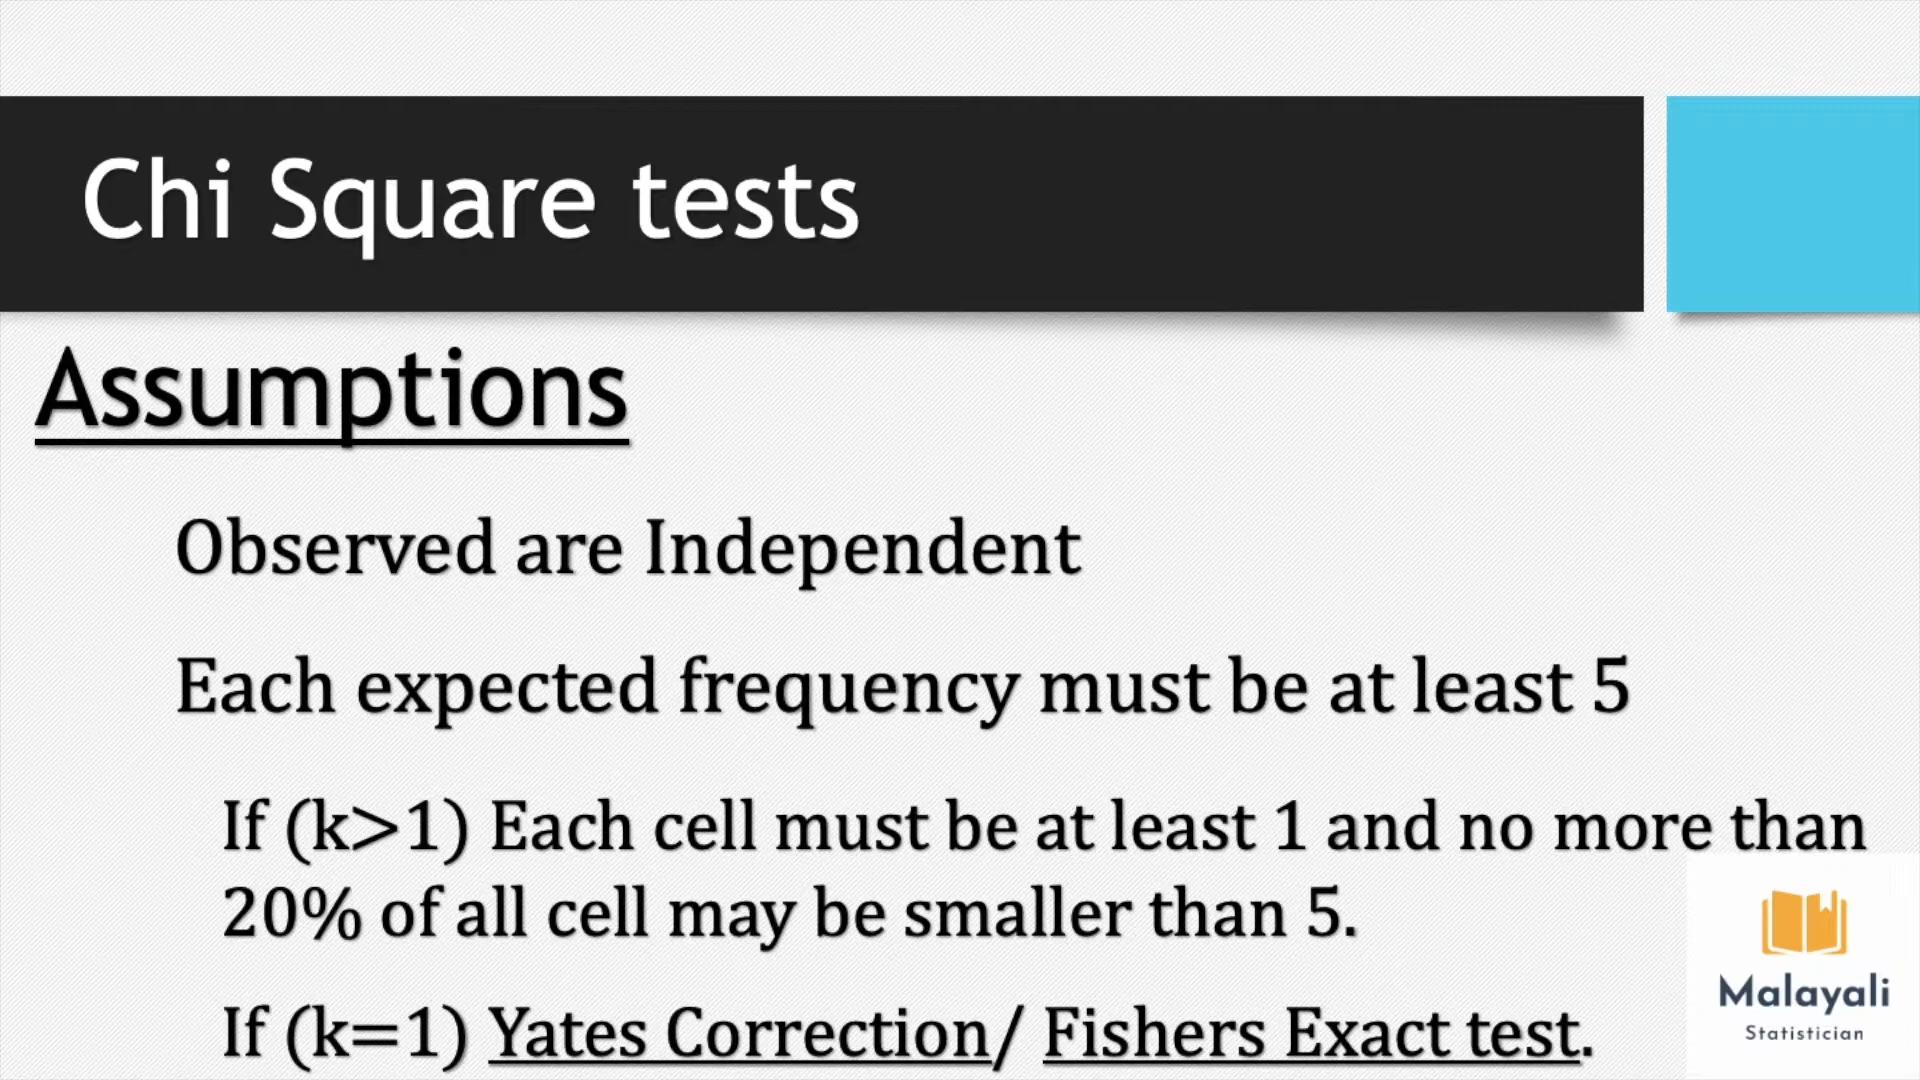 Chi Square tests
Assumptions
Observed are Independent
Each expected frequency must be at least 5
If (k>1) Each cell must be at least 1 and no more than
20% of all cell may be smaller than 5.
If (k=1) Yates Correction/ Fishers Exact test.
Malayali
Statistician